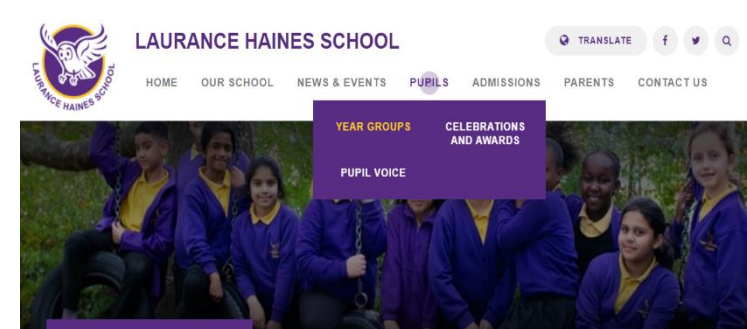 LAURANCE HAINES SCHOOL
TRANSLATE
LAURANCE HAINES SCHOOL
HOME OUR SCHOOL NEWS & EVENTS PUPILS ADMISSIONS PARENTS CONTACT US
YEAR GROUPS CELEBRATIONS
AND AWARDS
PUPIL VOICE